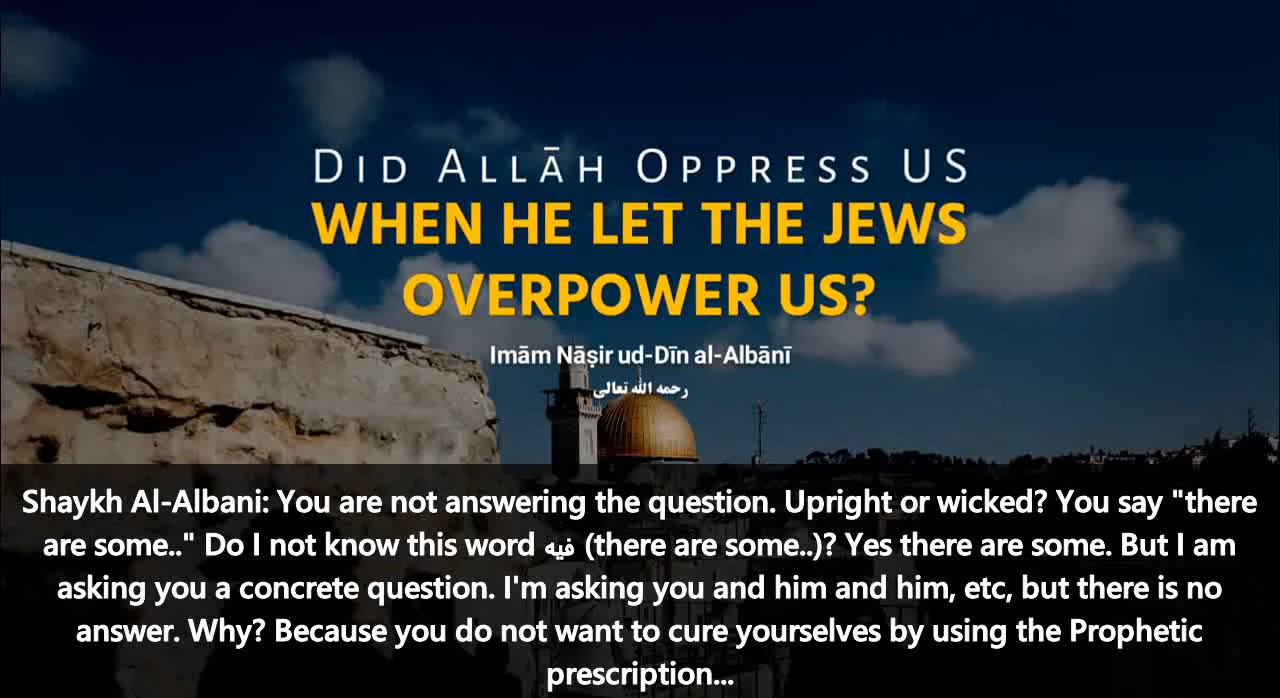 DID ALLĀH OPPRESS US
WHEN HE LET THE JEWS
OVERPOWER US?
Imām Nāṣir ud-Dīn al-Albānī
رحمه الله تعالى
Shaykh Al-Albani: You are not answering the question. Upright or wicked? You say "there
are some.." Do I not know this word فيه (there are some..)? Yes there are some. But I am
asking you a concrete question. I'm asking you and him and him, etc, but there is no
answer. Why? Because you do not want to cure yourselves by using the Prophetic
prescription...